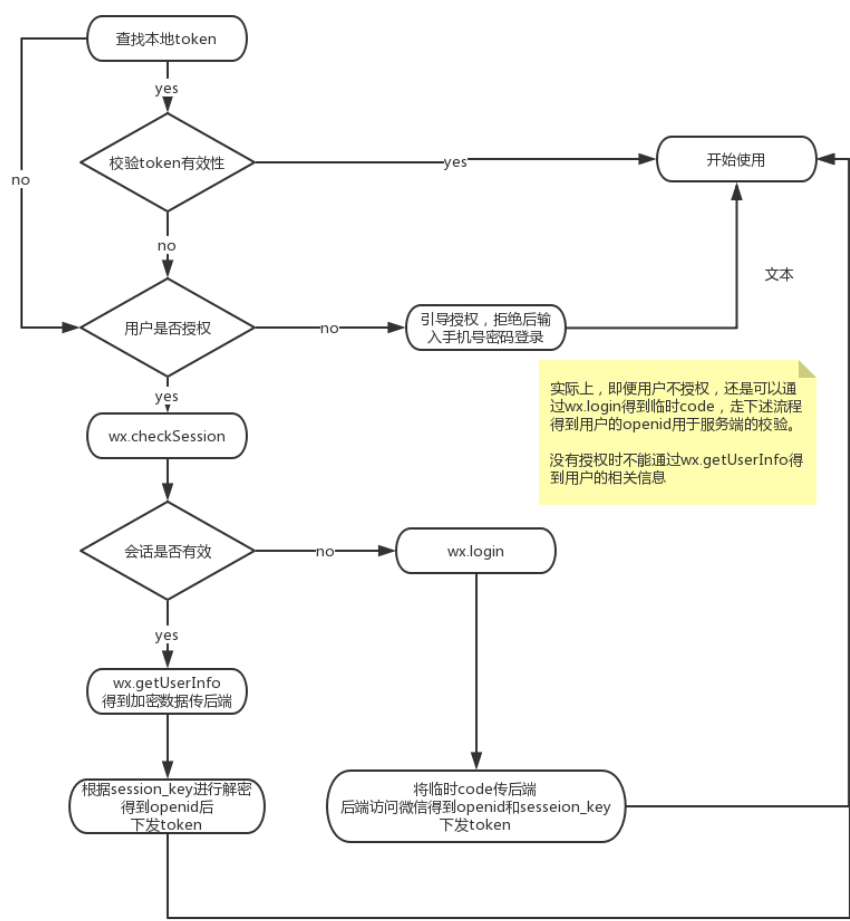 查找本地token
yes
no
校验token有效性
yes
开始使用
no
文本
用户是否授权
no
引导授权，拒绝后输
入手机号密码登录
yes
实际上，即便用户不授权，还是可以通
过wx.login得到临时code，走下述流程
得到用户的openid用于服务端的校验。
没有授权时不能通过wx.getUserInfo得
到用户的相关信息
wx.checkSession
会话是否有效
no
wx.login
yes
wx.getUserInfo
得到加密数据传后端
根据session_key进行解密
得到openid后
下发token
将临时code传后端
后端访问微信得到openid和sesseion_key
下发token